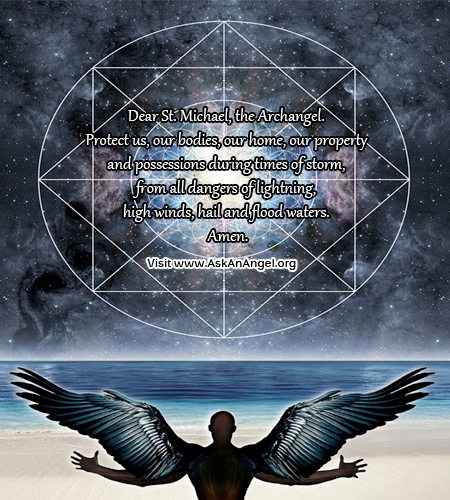 Dear St. Michael, the Archangel.
Protect us, our bodies, our home, our property
and possessions during times of storm,
from all dangers of lightning,
high winds, hail and flood waters.
Amen.
Visit www.AskAnAngel.org